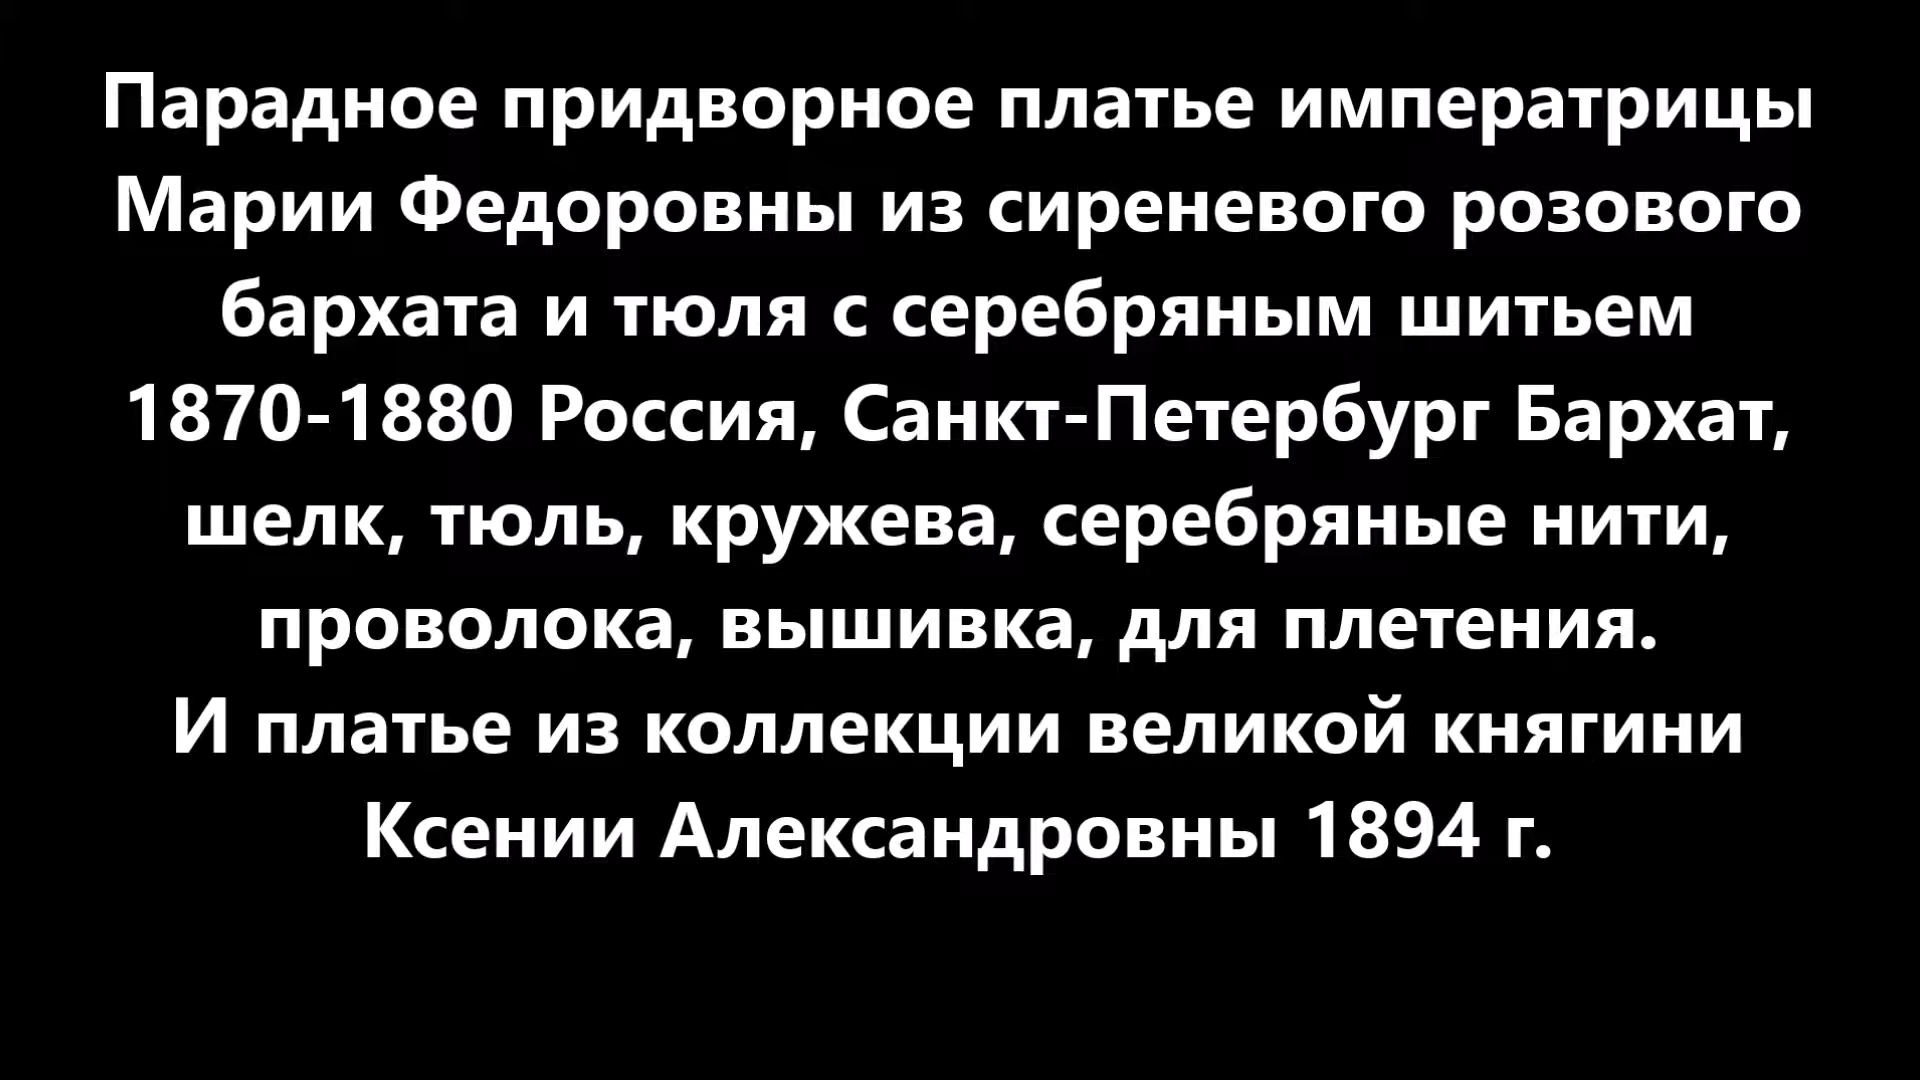 Парадное придворное платье императрицы
Марии Федоровны из сиреневого розового
бархата и тюля с серебряным шитьем
1870-1880 Россия, Санкт-Петербург Бархат,
шелк, тюль, кружева, серебряные нити,
проволока, вышивка, для плетения.
И платье из коллекции великой княгини
Ксении Александровны 1894 г.